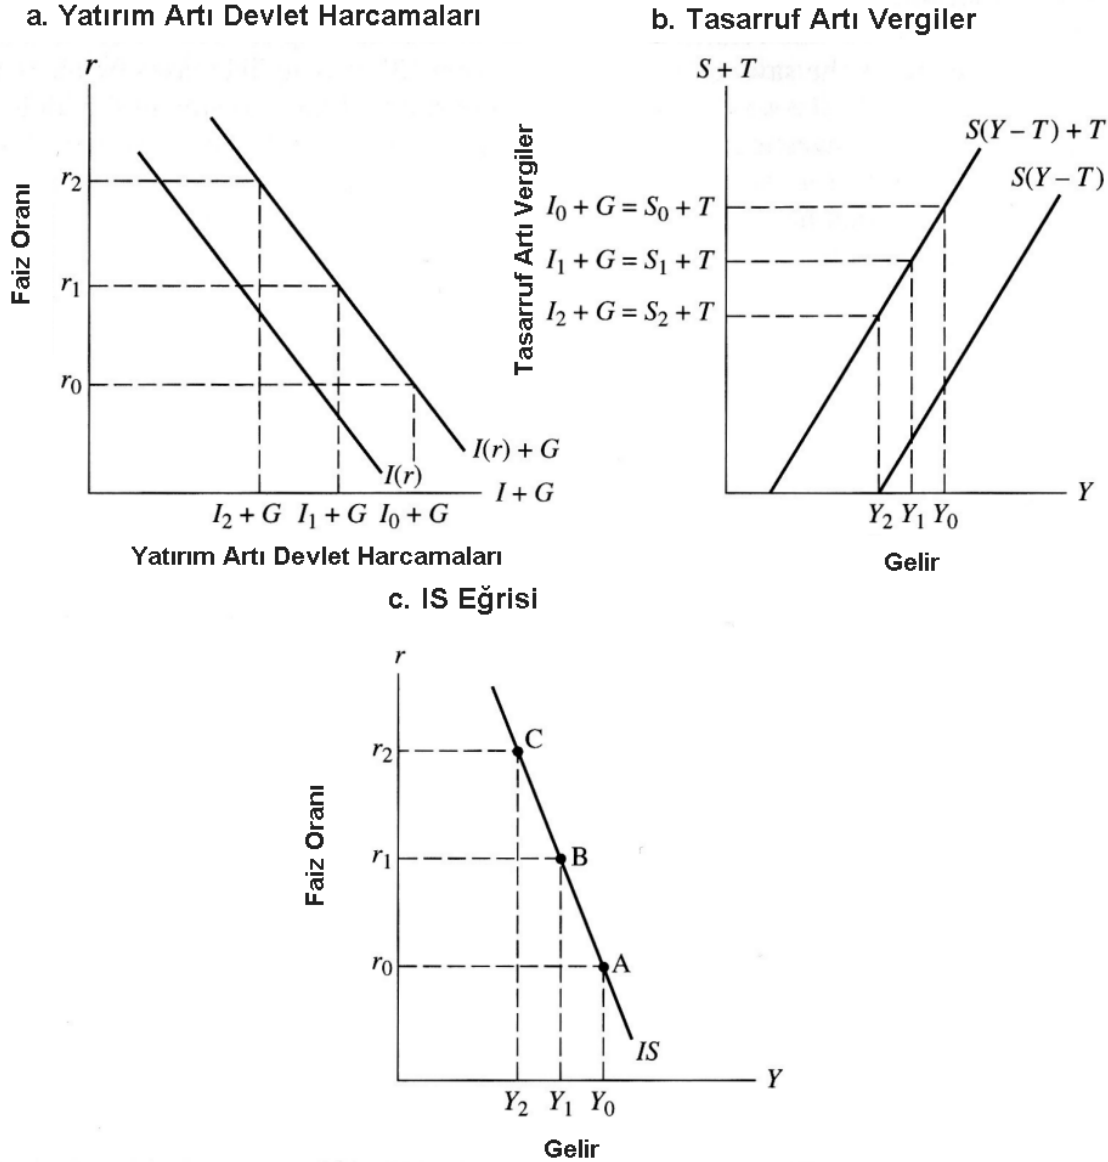 a. Yatırım Artı Devlet Harcamaları
r
Faiz Oranı
r₂
r₁
r₀
I(r) + G
I(r)
I + G
I₂ + G I₁ + G I₀ + G
Yatırım Artı Devlet Harcamaları
b. Tasarruf Artı Vergiler
S + T
Tasarruf Artı Vergiler
S(Y – T) + T
S(Y – T)
I₀ + G = S₀ + T
I₁ + G = S₁ + T
I₂ + G = S₂ + T
Y
Y₂ Y₁ Y₀
Gelir
c. IS Eğrisi
r
Faiz Oranı
r₂
C
r₁
B
r₀
A
IS
Y
Y₂ Y₁ Y₀
Gelir